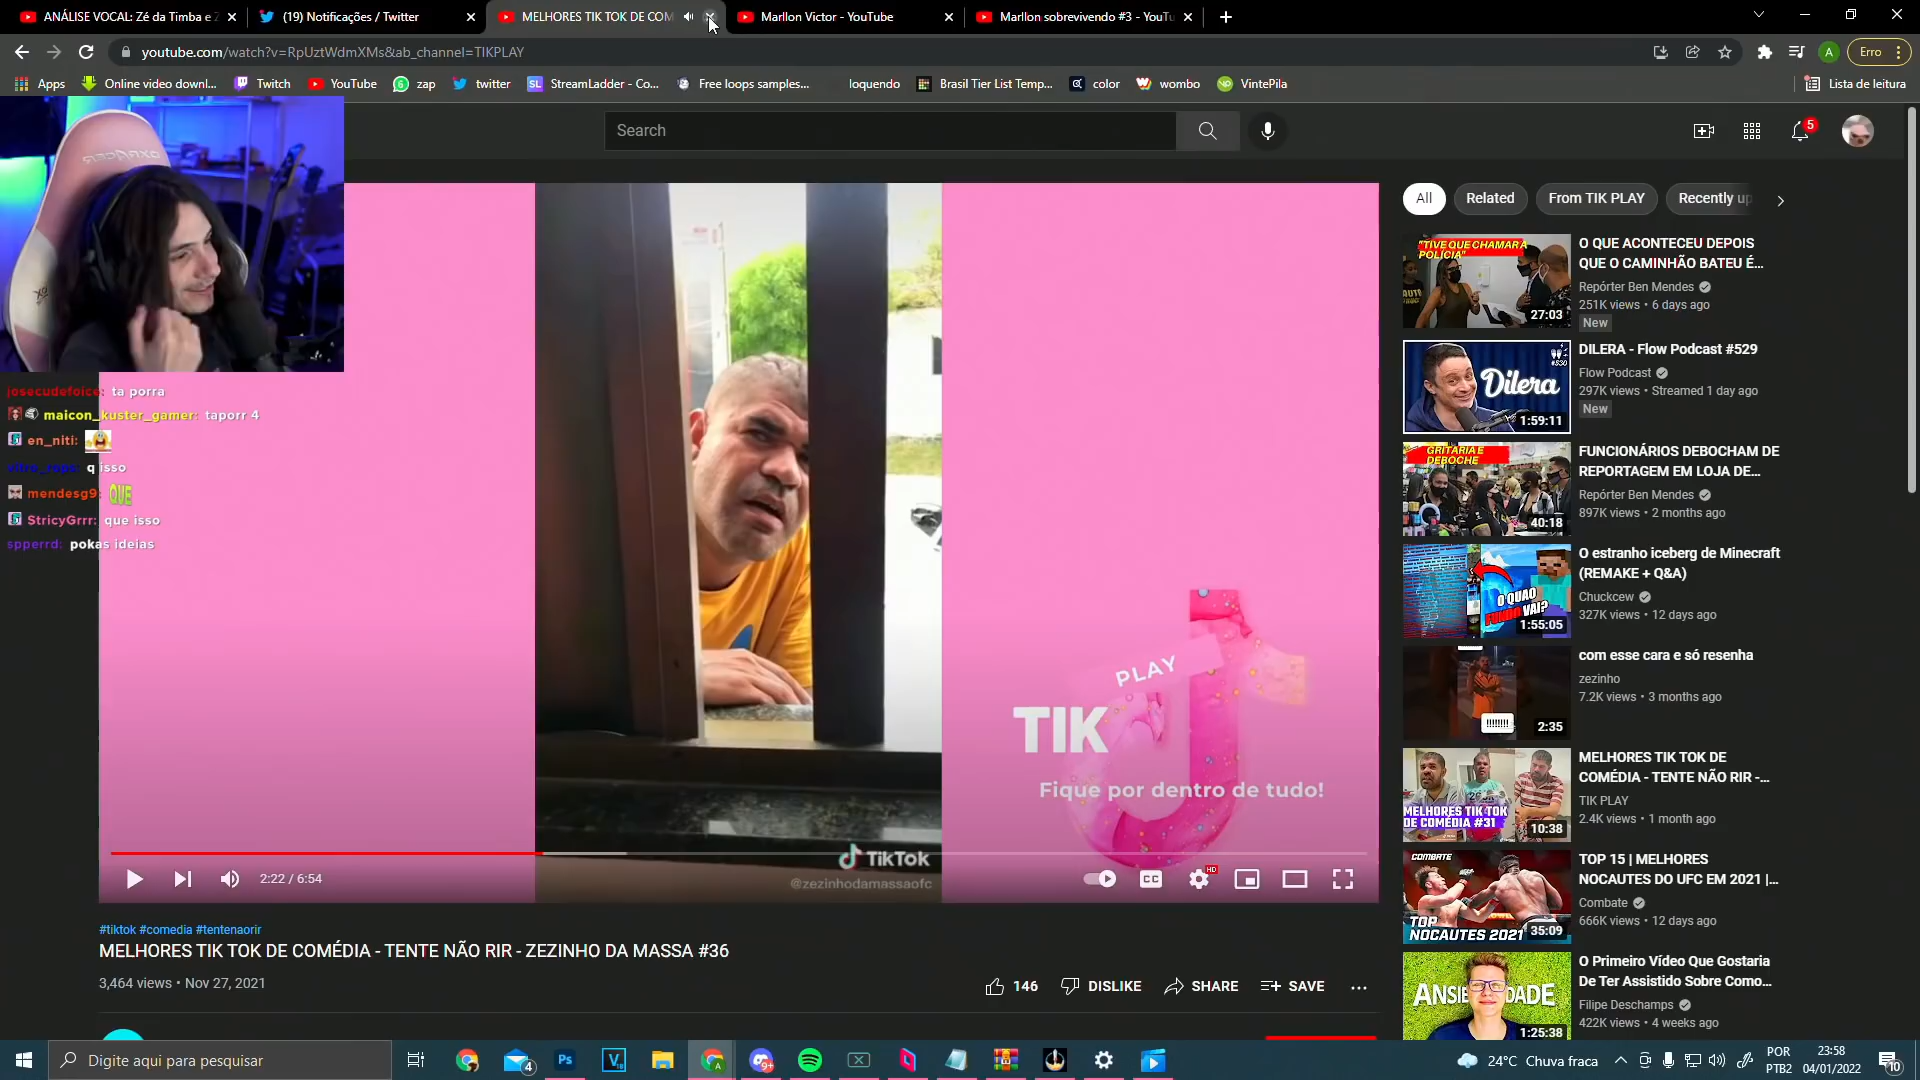 ANÁLISE VOCAL: Zé da Timba e Z
(19) Notificações / Twitter
MELHORES TIK TOK DE COM
Marllon Victor - YouTube
Marllon sobrevivendo #3 - YouTu
youtube.com/watch?v=RpUztWdmXMs&ab_channel=TIKPLAY
A
Erro
Apps
Online video downl...
Twitch
YouTube
zap
twitter
SL
StreamLadder - Co...
Free loops samples...
loquendo
Brasil Tier List Temp...
color
wombo
VintePila
Lista de leitura
Search
5
josecudefoice: ta porra
maicon_kuster_gamer: taporr 4
en_niti:
q isso
mendesg9: QUE
StricyGrrr: que isso
spperrd: pokas ideias
PLAY
TIK
Fique por dentro de tudo!
TikTok
@zezinhodamassaofc
2:22 / 6:54
CC
HD
#tiktok #comedia #tentenaorir
MELHORES TIK TOK DE COMÉDIA - TENTE NÃO RIR - ZEZINHO DA MASSA #36
3,464 views • Nov 27, 2021
146
DISLIKE
SHARE
SAVE
All
Related
From TIK PLAY
Recently up
"TIVE QUE CHAMAR A
POLÍCIA"
27:03
O QUE ACONTECEU DEPOIS
QUE O CAMINHÃO BATEU É...
Repórter Ben Mendes
251K views • 6 days ago
New
Dilera
#530
1:59:11
DILERA - Flow Podcast #529
Flow Podcast
297K views • Streamed 1 day ago
New
GRITARIA E
DEBOCHE
40:18
FUNCIONÁRIOS DEBOCHAM DE
REPORTAGEM EM LOJA DE...
Repórter Ben Mendes
897K views • 2 months ago
O QUAO
FUNDO VAI?
1:55:05
O estranho iceberg de Minecraft
(REMAKE + Q&A)
Chuckcew
327K views • 12 days ago
!!!!!!!!
2:35
com esse cara e só resenha
zezinho
7.2K views • 3 months ago
MELHORES TIK TOK
DE COMÉDIA #31
10:38
MELHORES TIK TOK DE
COMÉDIA - TENTE NÃO RIR -...
TIK PLAY
2.4K views • 1 month ago
COMBATE
TOP
NOCAUTES 2021
35:09
TOP 15 | MELHORES
NOCAUTES DO UFC EM 2021 |...
Combate
666K views • 12 days ago
ANSIEDADE
1:25:38
O Primeiro Vídeo Que Gostaria
De Ter Assistido Sobre Como...
Filipe Deschamps
422K views • 4 weeks ago
Digite aqui para pesquisar
4
Ps
9+
24°C Chuva fraca
POR
PTB2
23:58
04/01/2022
10